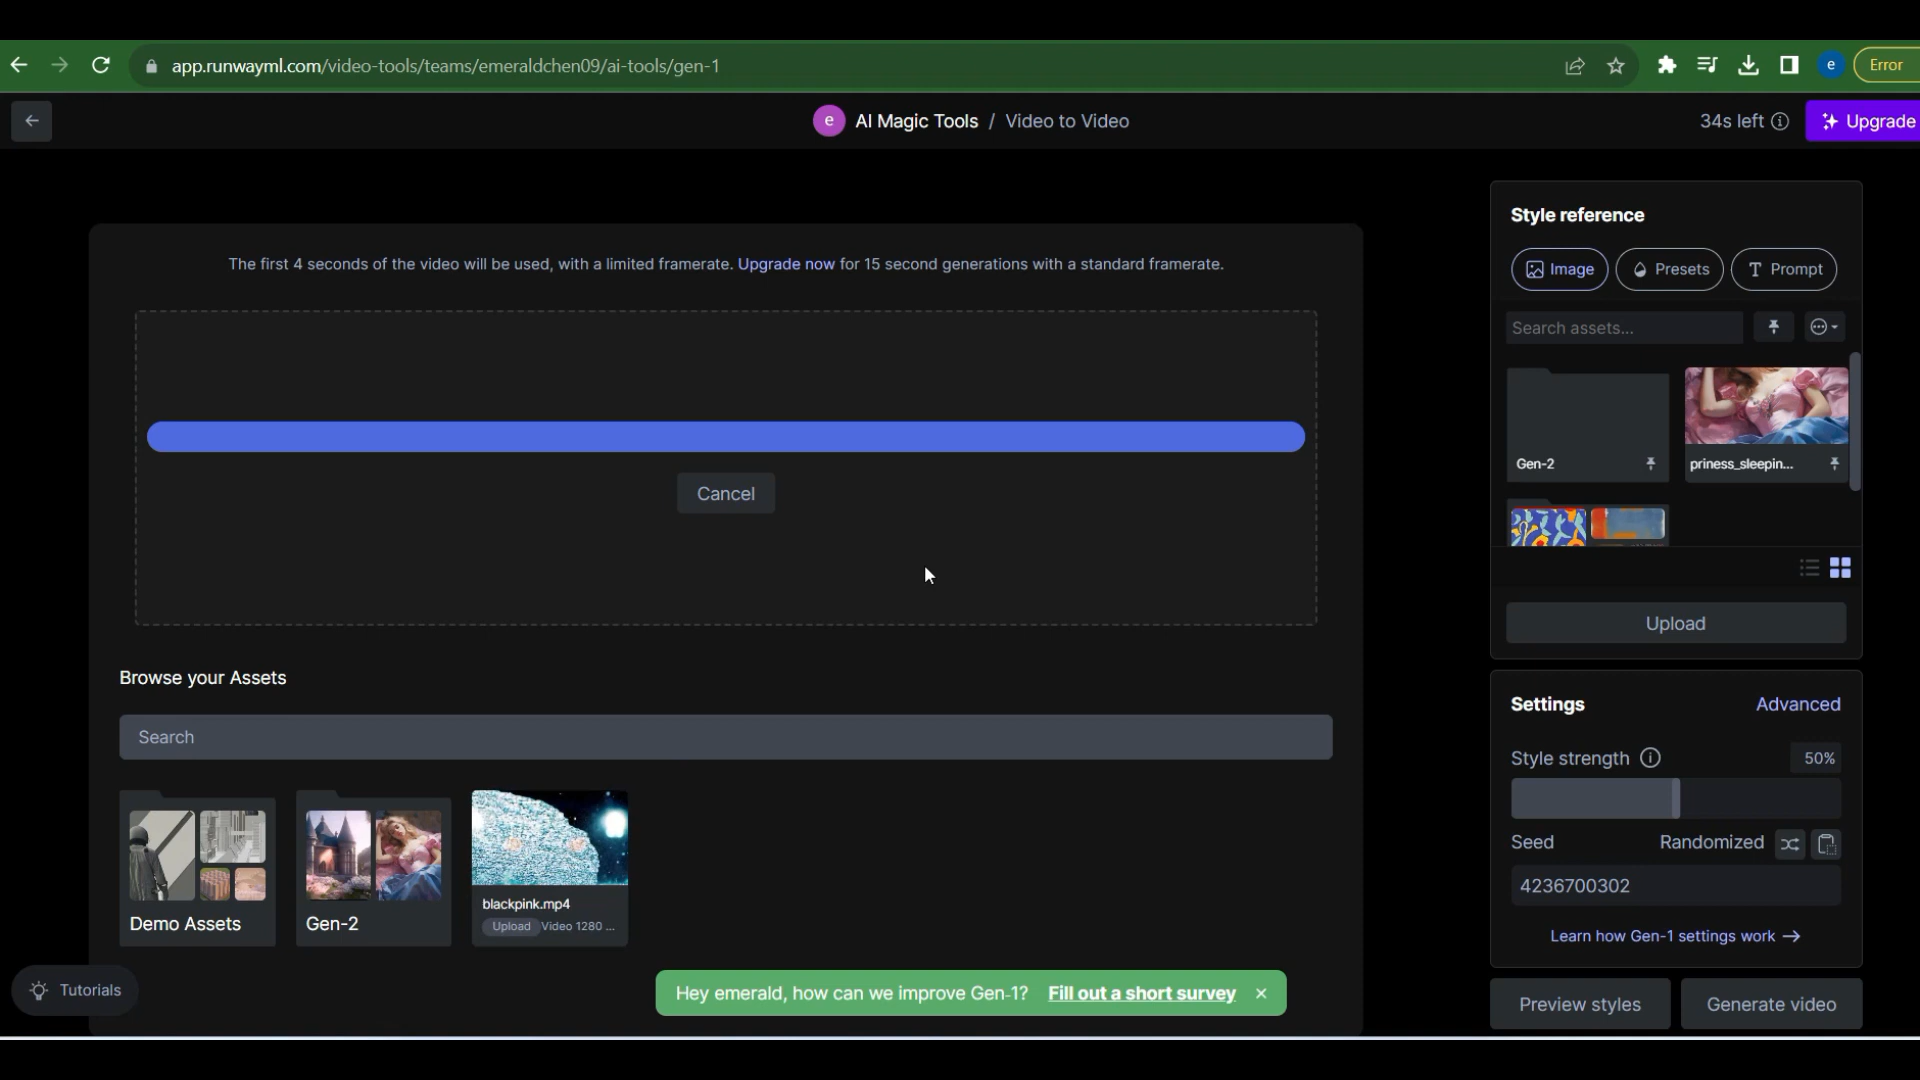 app.runwayml.com/video-tools/teams/emeraldchen09/ai-tools/gen-1
e
Error
e
AI Magic Tools / Video to Video
34s left
Upgrade
The first 4 seconds of the video will be used, with a limited framerate. Upgrade now for 15 second generations with a standard framerate.
Cancel
Browse your Assets
Search
Demo Assets
Gen-2
blackpink.mp4
Upload Video 1280 ...
Tutorials
Hey emerald, how can we improve Gen-1? Fill out a short survey ×
Style reference
Image
Presets
T Prompt
Search assets...
Gen-2
priness_sleepin...
Upload
Settings
Advanced
Style strength
50%
Seed
Randomized
4236700302
Learn how Gen-1 settings work →
Preview styles
Generate video